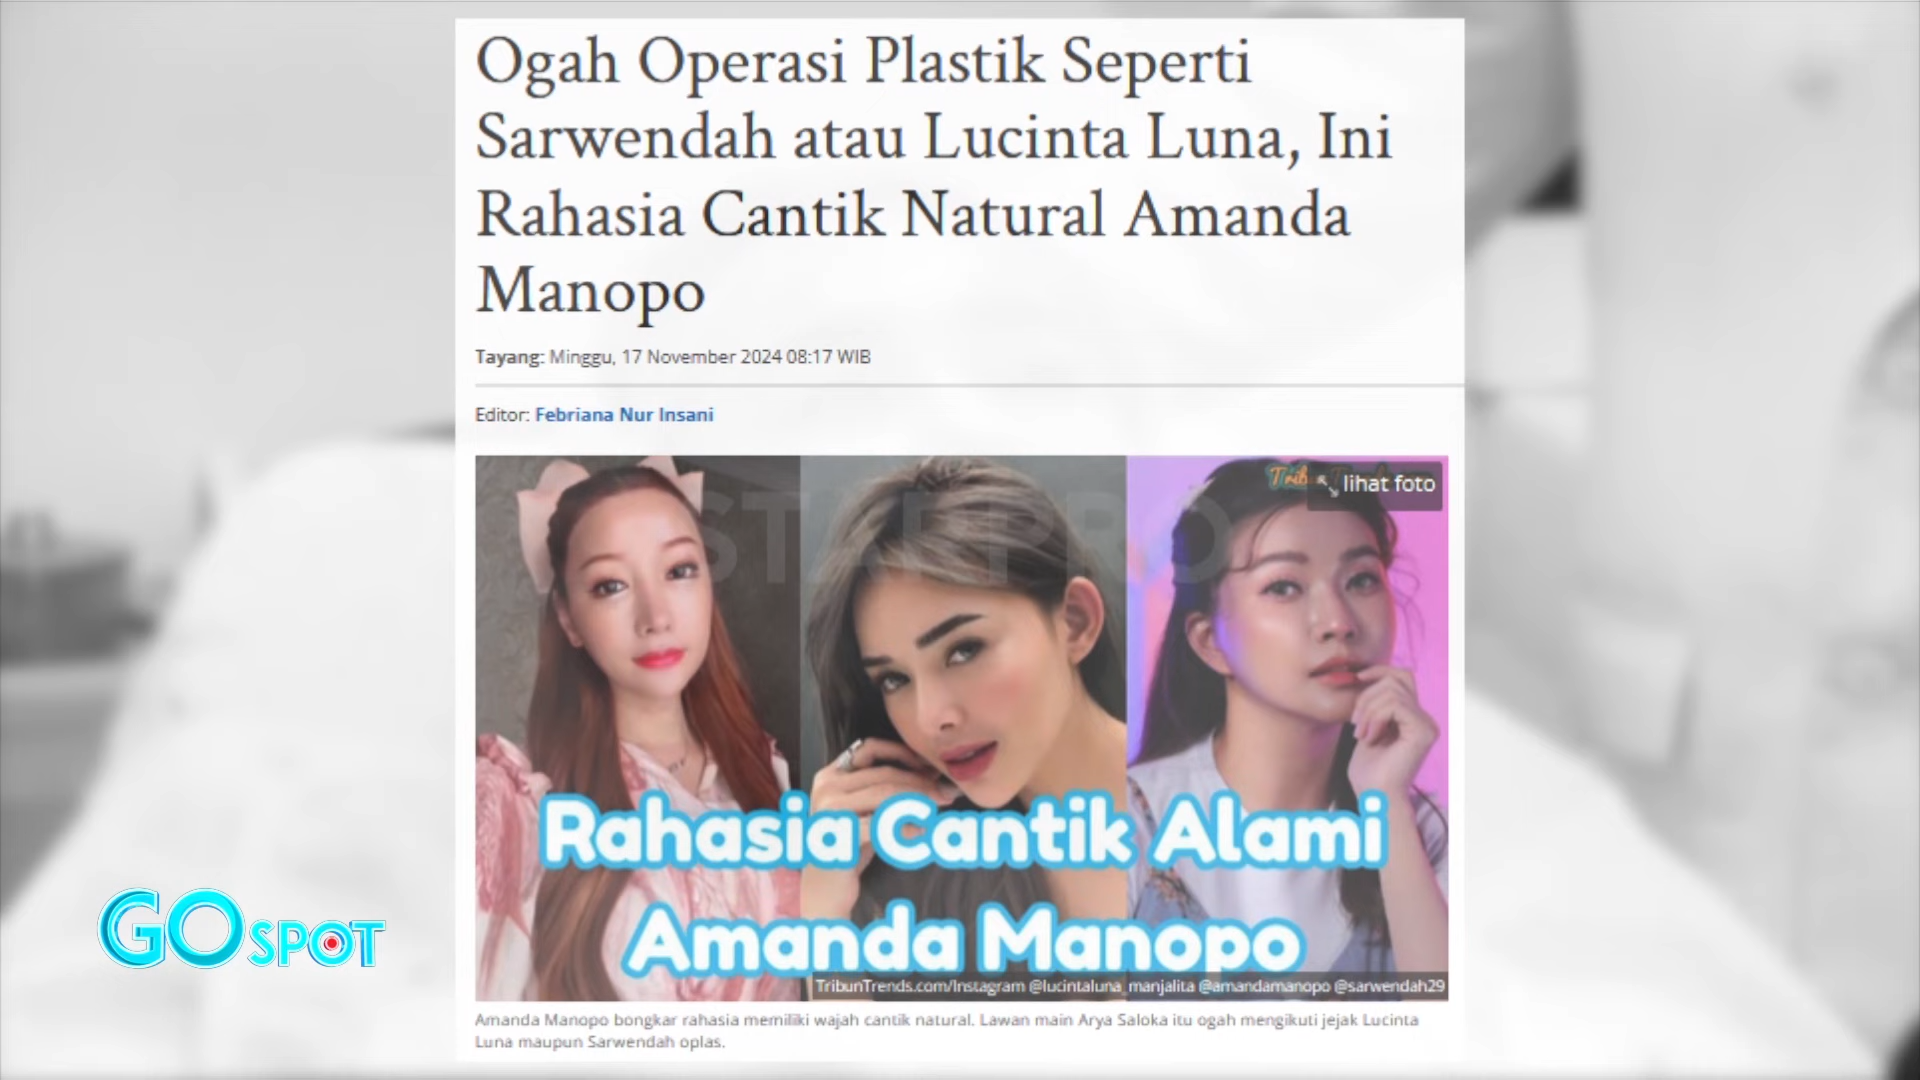 Ogah Operasi Plastik Seperti
Sarwendah atau Lucinta Luna, Ini
Rahasia Cantik Natural Amanda
Manopo
Tayang: Minggu, 17 November 2024 08:17 WIB
Editor: Febriana Nur Insani
lihat foto
STARPRO
Rahasia Cantik Alami
Amanda Manopo
TribunTrends.com/Instagram @lucintaluna_manjalita @amandamanopo @sarwendah29
Amanda Manopo bongkar rahasia memiliki wajah cantik natural. Lawan main Arya Saloka itu ogah mengikuti jejak Lucinta
Luna maupun Sarwendah oplas.
GO SPOT